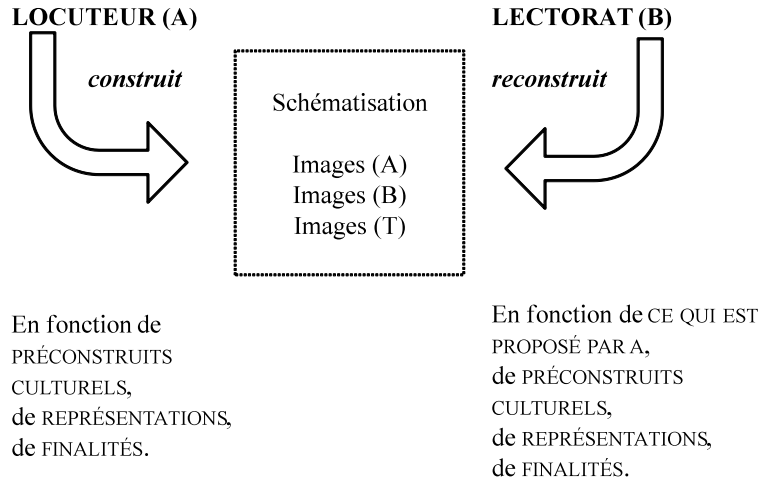 LOCUTEUR (A)
construit
Schématisation
Images (A)
Images (B)
Images (T)
LECTORAT (B)
reconstruit
En fonction de
PRÉCONSTRUITS
CULTURELS,
de REPRÉSENTATIONS,
de FINALITÉS.
En fonction de CE QUI EST
PROPOSÉ PAR A,
de PRÉCONSTRUITS
CULTURELS,
de REPRÉSENTATIONS,
de FINALITÉS.